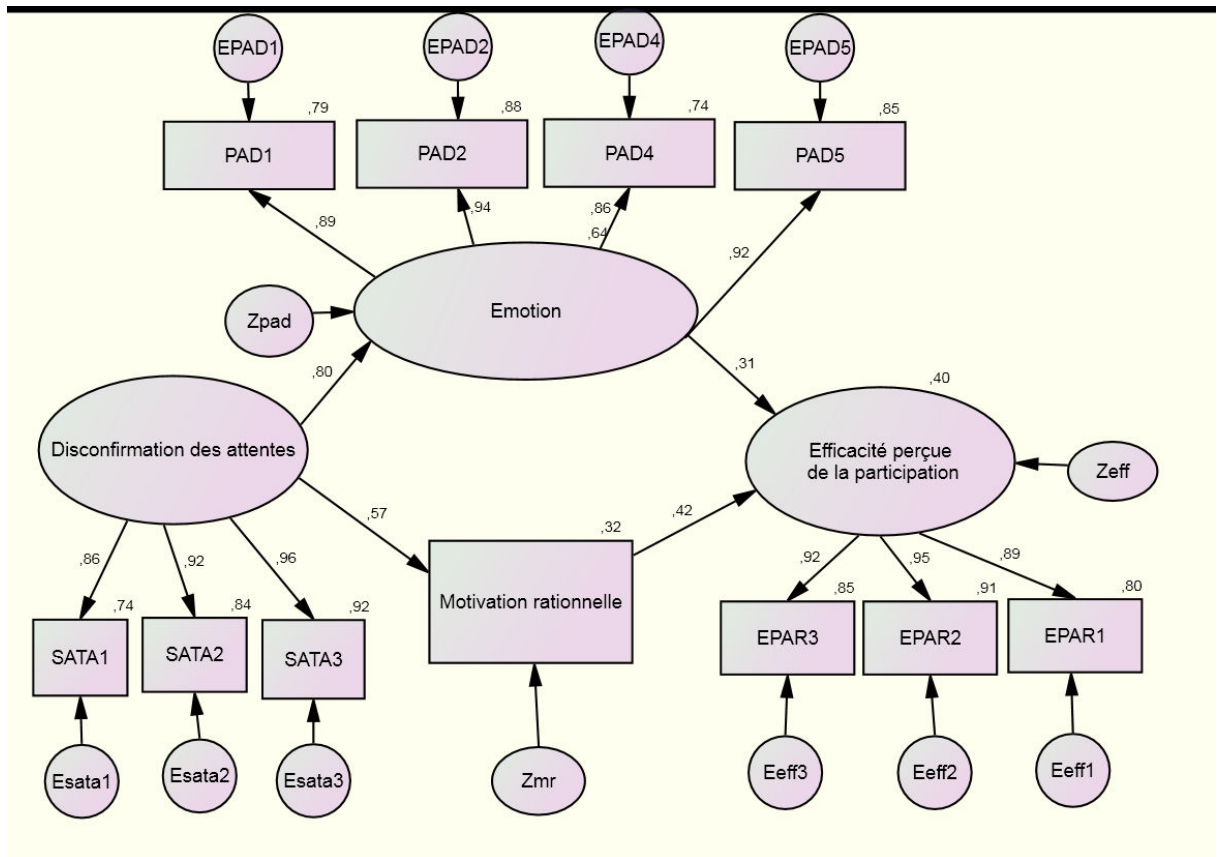 EPAD1
EPAD2
EPAD4
EPAD5
,79
,88
,74
,85
PAD1
PAD2
PAD4
PAD5
,89
,94
,86
,64
,92
Zpad
Emotion
,80
,31
,40
Disconfirmation des attentes
Efficacité perçue
de la participation
Zeff
,57
,32
,42
,86
,92
,96
Motivation rationnelle
,92
,95
,89
,74
,84
,92
,85
,91
,80
SATA1
SATA2
SATA3
EPAR3
EPAR2
EPAR1
Esata1
Esata2
Esata3
Zmr
Eeff3
Eeff2
Eeff1